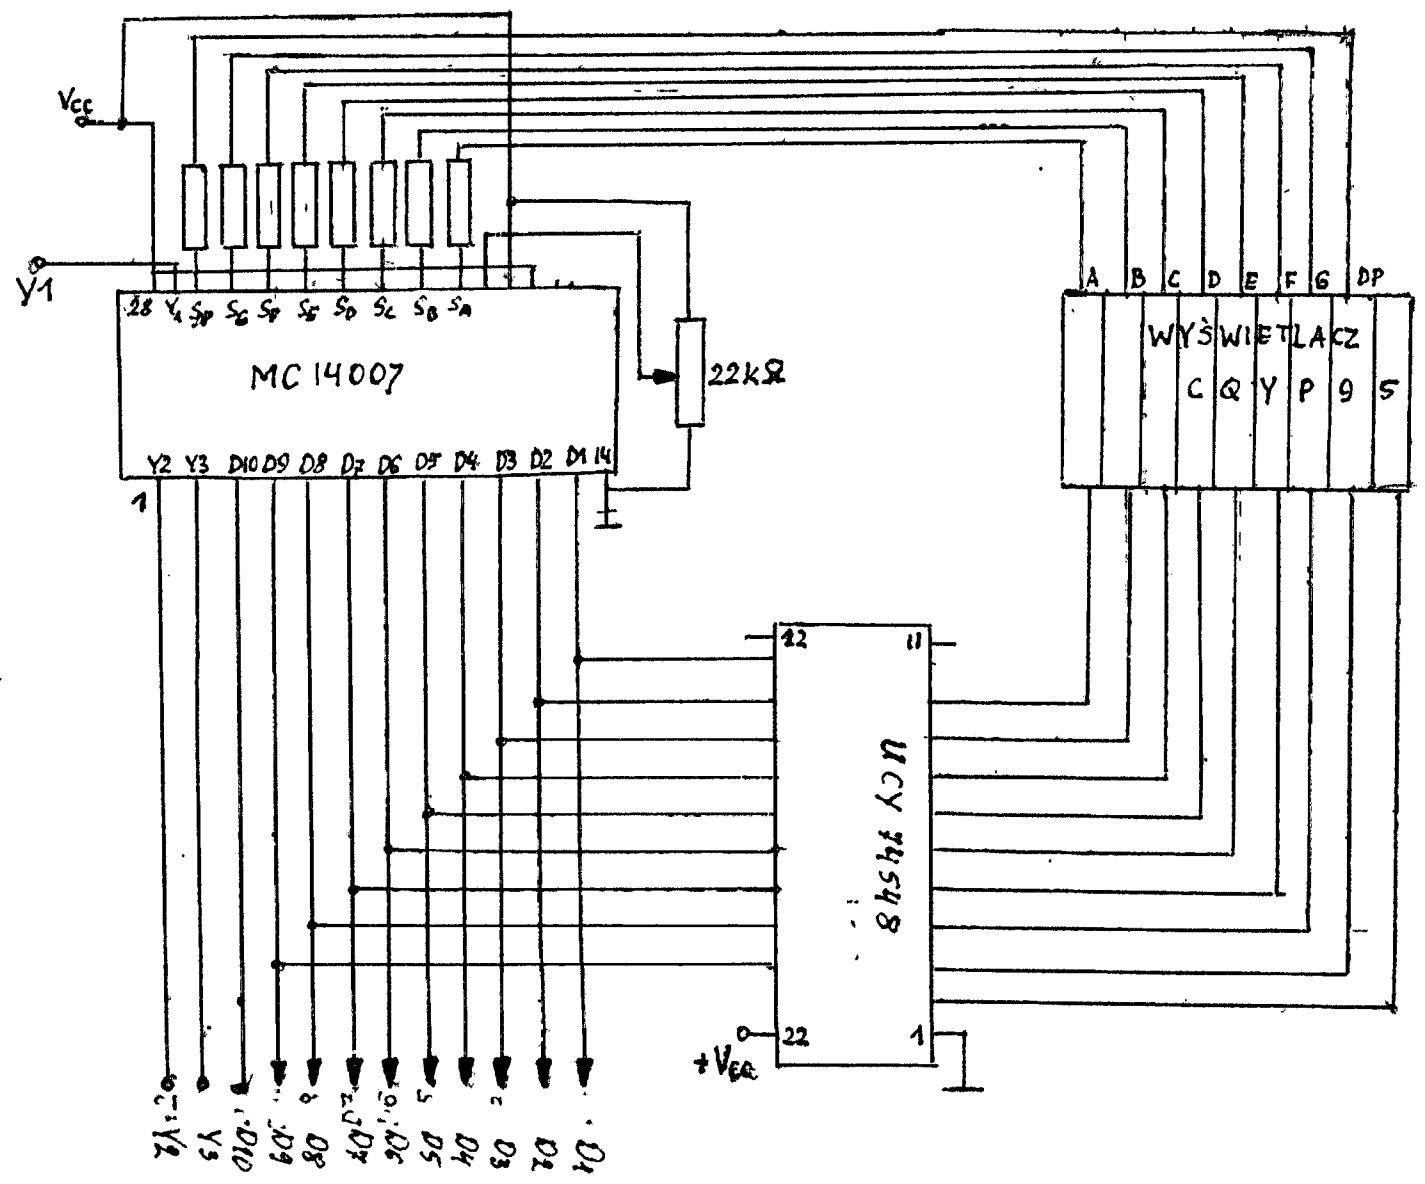 Vcc
Y1
28 Y1 SDP SG SF SE SD SC SB SA
MC 14007
22kΩ
Y2 Y3 D10 D9 D8 D7 D6 D5 D4 D3 D2 D1 14
1
A B C D E F G DP
WYŚWIETLACZ
CQYP95
12 11
UCY 74548
22 1
Y2 Y3 D10 D9 D8 D7 D6 D5 D4 D3 D2 D1